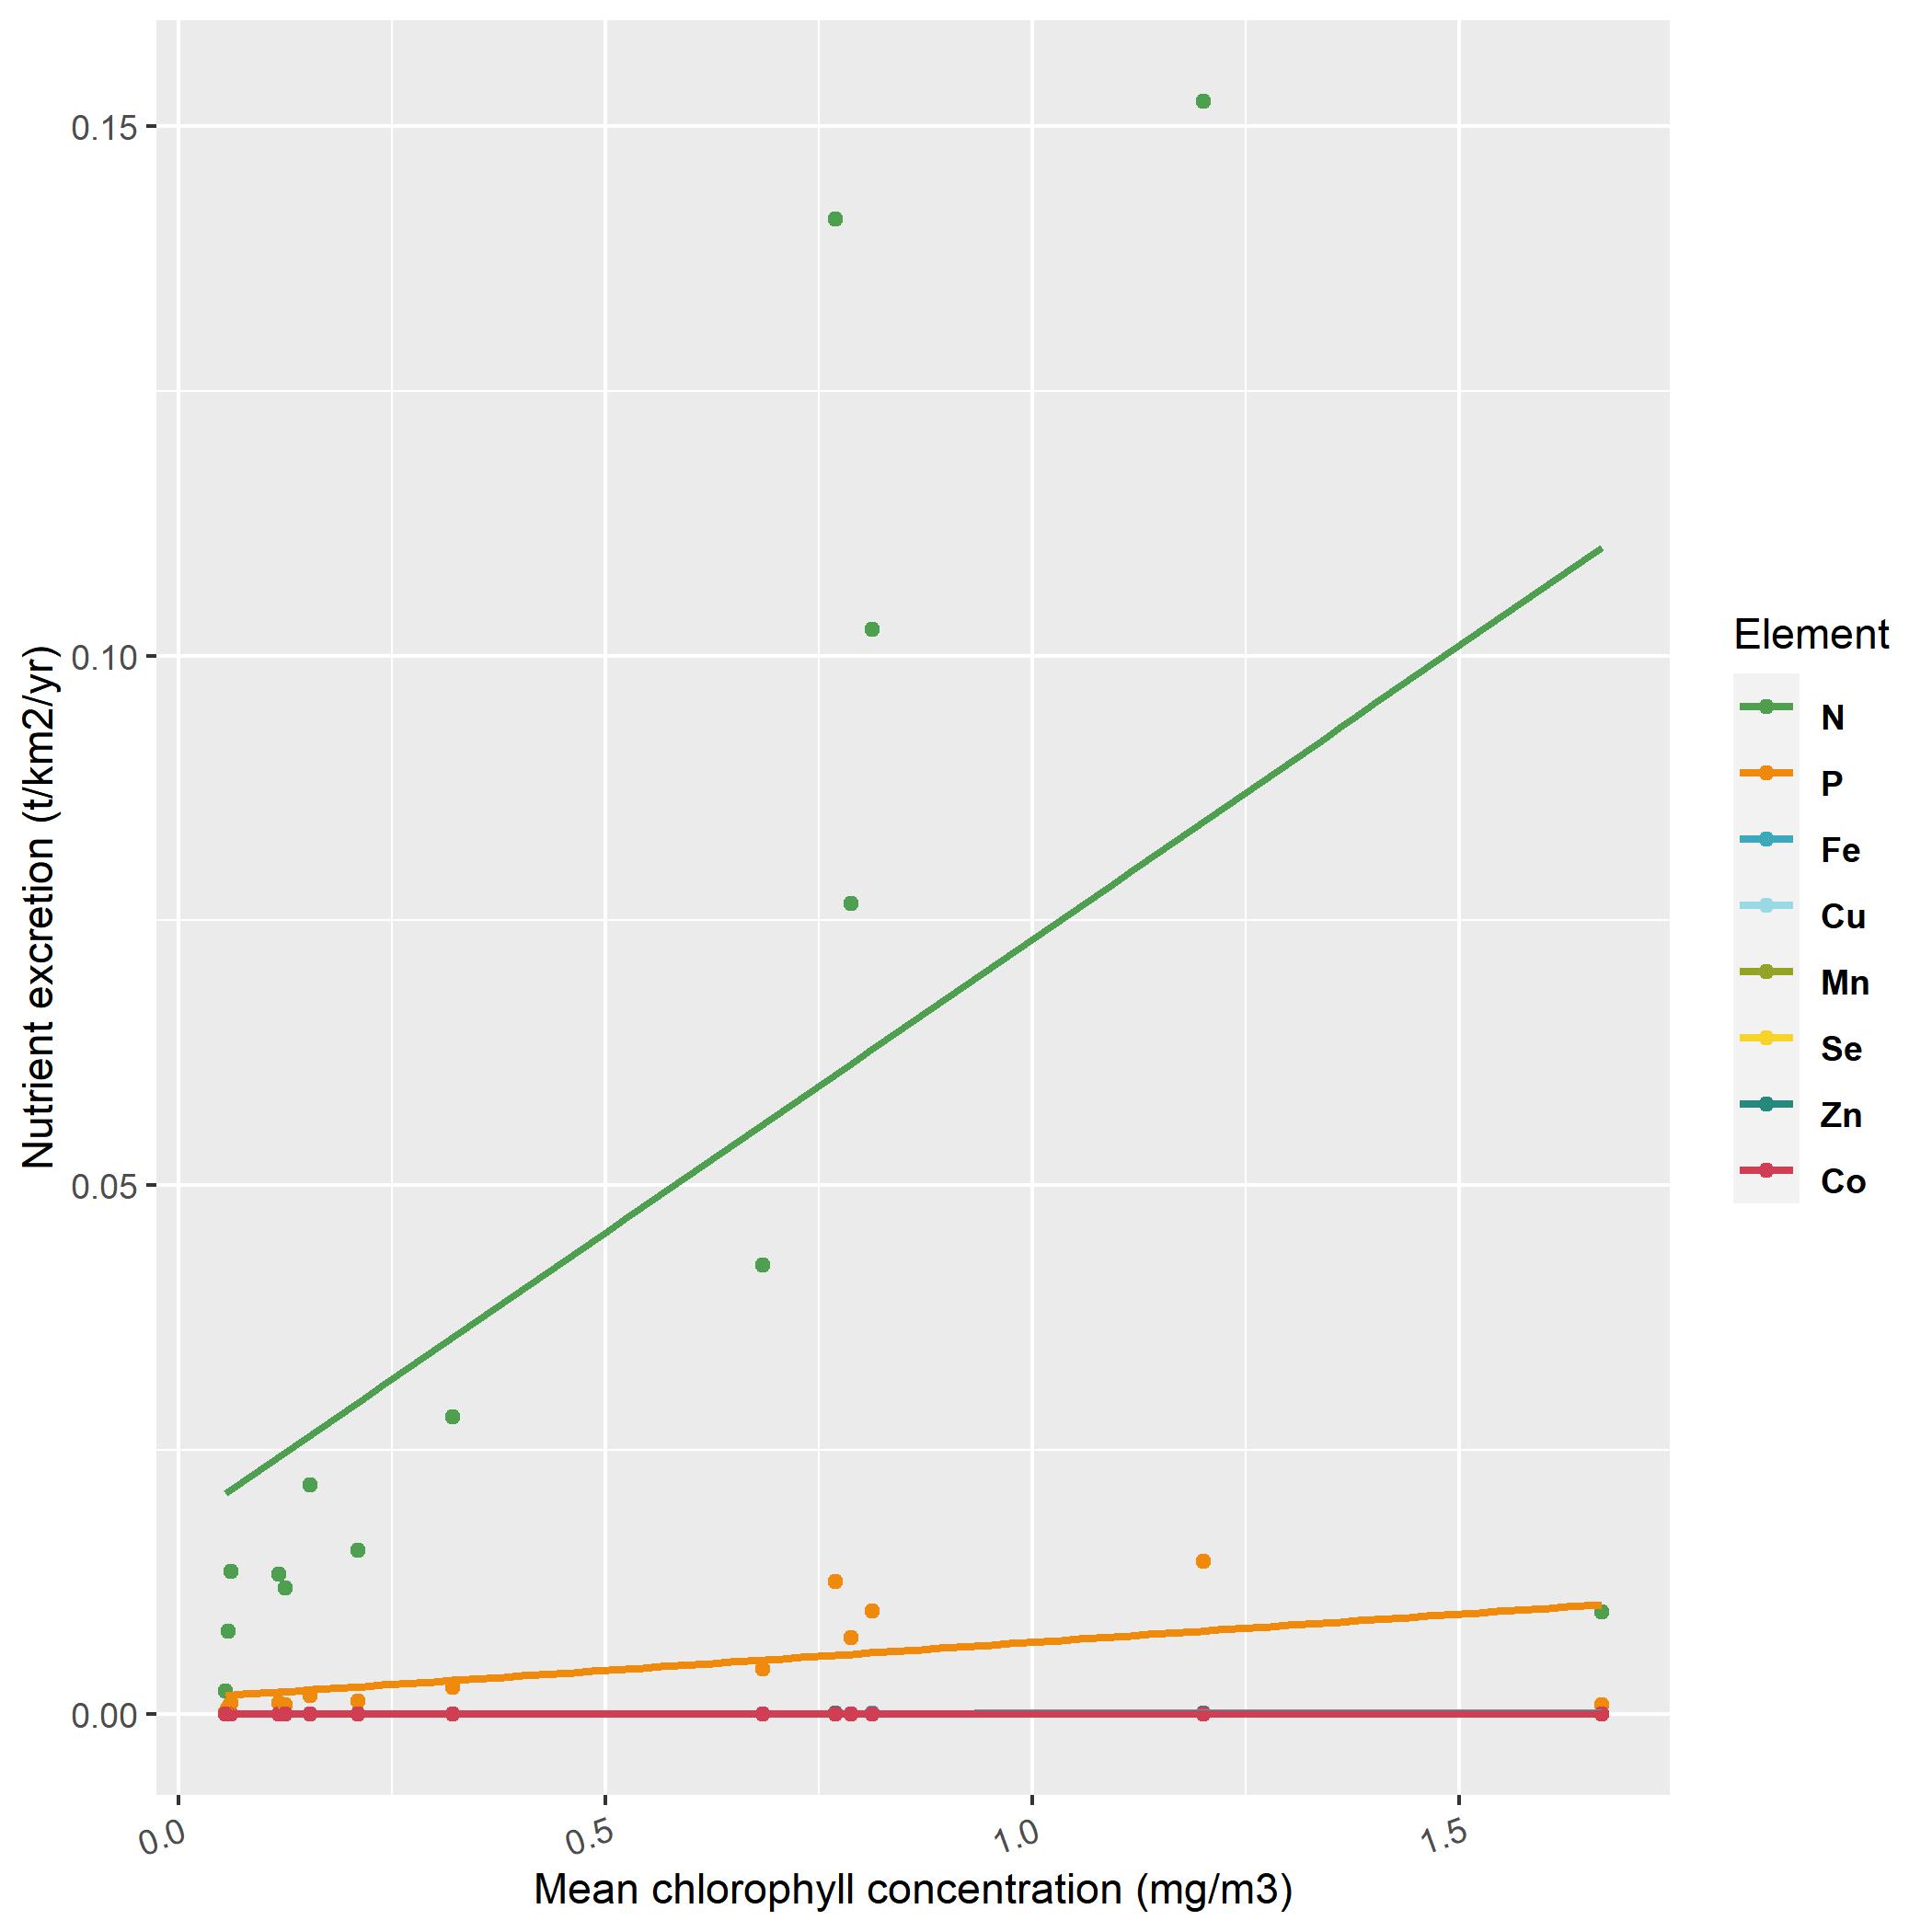 0.15
0.10
0.05
0.00
Nutrient excretion (t/km2/yr)
0.0
0.5
1.0
1.5
Mean chlorophyll concentration (mg/m3)
Element
N
P
Fe
Cu
Mn
Se
Zn
Co